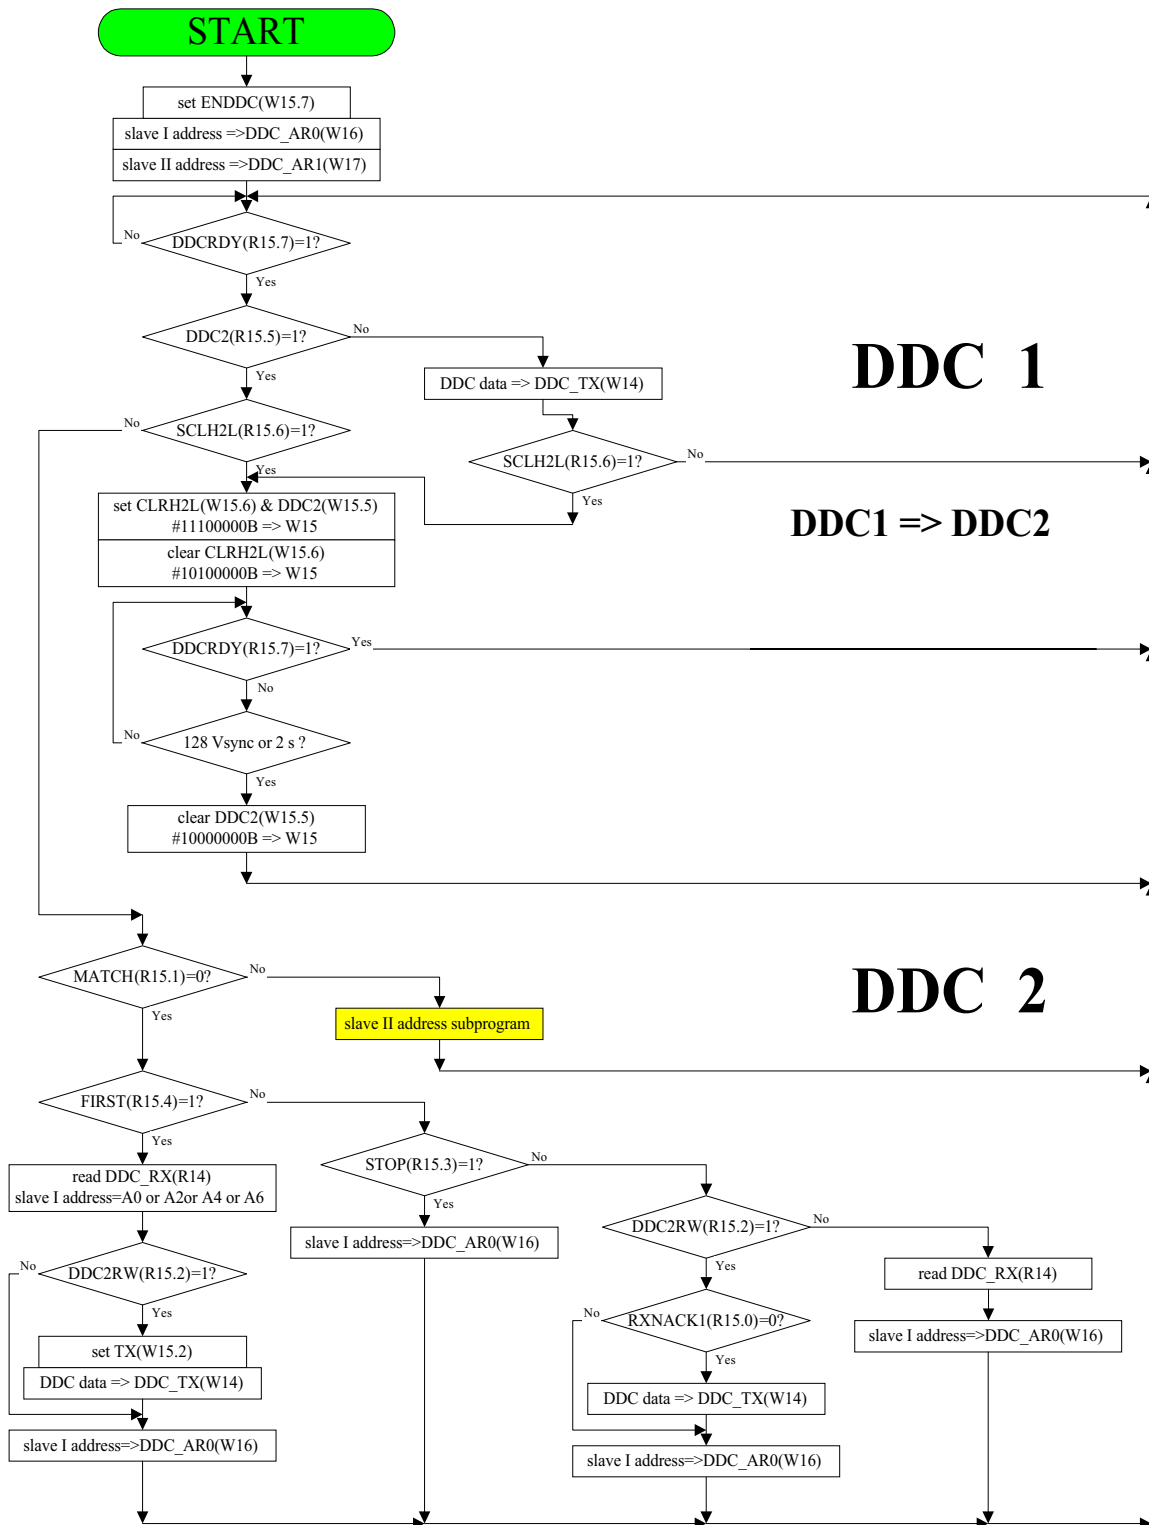 START
set ENDDC(W15.7)
slave I address =>DDC_AR0(W16)
slave II address =>DDC_AR1(W17)
No
DDCRDY(R15.7)=1?
Yes
DDC2(R15.5)=1?
No
Yes
DDC data => DDC_TX(W14)
DDC 1
No
SCLH2L(R15.6)=1?
Yes
SCLH2L(R15.6)=1?
No
Yes
set CLRH2L(W15.6) & DDC2(W15.5)
#11100000B => W15
clear CLRH2L(W15.6)
#10100000B => W15
DDC1 => DDC2
DDCRDY(R15.7)=1?
Yes
No
No
128 Vsync or 2 s ?
Yes
clear DDC2(W15.5)
#10000000B => W15
MATCH(R15.1)=0?
No
Yes
slave II address subprogram
DDC 2
FIRST(R15.4)=1?
No
Yes
read DDC_RX(R14)
slave I address=A0 or A2or A4 or A6
STOP(R15.3)=1?
No
Yes
slave I address=>DDC_AR0(W16)
DDC2RW(R15.2)=1?
No
Yes
read DDC_RX(R14)
slave I address=>DDC_AR0(W16)
No
DDC2RW(R15.2)=1?
Yes
set TX(W15.2)
DDC data => DDC_TX(W14)
slave I address=>DDC_AR0(W16)
No
RXNACK1(R15.0)=0?
Yes
DDC data => DDC_TX(W14)
slave I address=>DDC_AR0(W16)